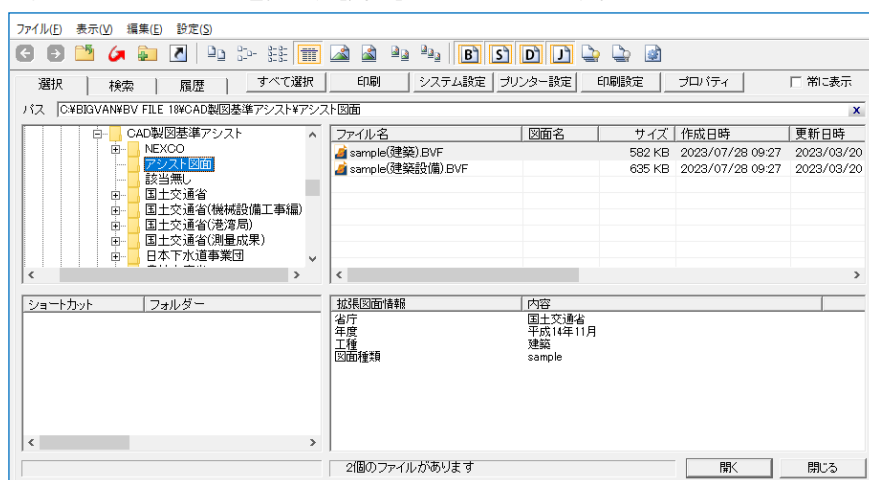 ファイル(F) 表示(V) 編集(E) 設定(S)
B S D J
選択 検索 履歴 すべて選択 印刷 システム設定 プリンター設定 印刷設定 プロパティ 常に表示
パス C:¥BIGVAN¥BV FILE 18¥CAD製図基準アシスト¥アシスト図面 x
CAD製図基準アシスト
NEXCO
アシスト図面
該当無し
国土交通省
国土交通省(機械設備工事編)
国土交通省(港湾局)
国土交通省(測量成果)
日本下水道事業団
ファイル名 図面名 サイズ 作成日時 更新日時
sample(建築).BVF 582 KB 2023/07/28 09:27 2023/03/20
sample(建築設備).BVF 635 KB 2023/07/28 09:27 2023/03/20
ショートカット フォルダー
拡張図面情報 内容
省庁 国土交通省
年度 平成14年11月
工種 建築
図面種類 sample
2個のファイルがあります 開く 閉じる